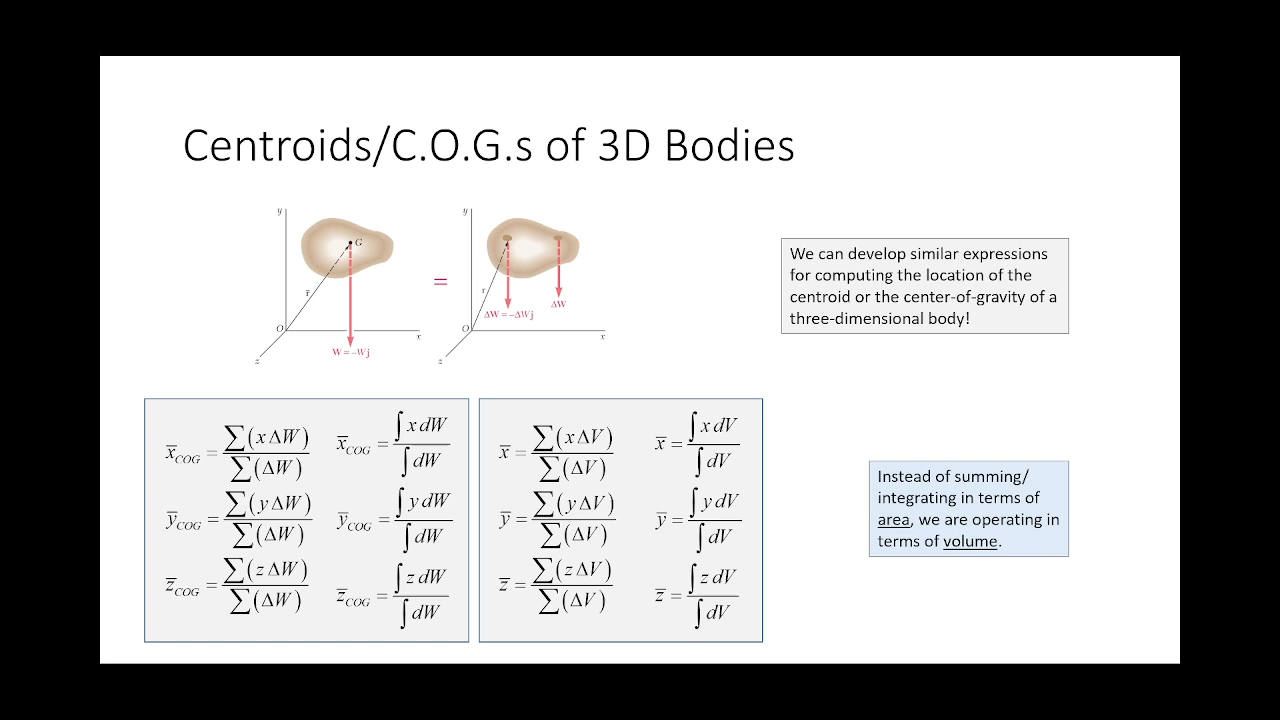 Centroids/C.O.G.s of 3D Bodies
y
G
r̄
O
x
z
W = −Wj
=
y
r
ΔW = −ΔWj
ΔW
O
x
z
We can develop similar expressions
for computing the location of the
centroid or the center-of-gravity of a
three-dimensional body!
x̄_COG = ∑(x ΔW) / ∑(ΔW)
x̄_COG = ∫x dW / ∫dW
ȳ_COG = ∑(y ΔW) / ∑(ΔW)
ȳ_COG = ∫y dW / ∫dW
z̄_COG = ∑(z ΔW) / ∑(ΔW)
z̄_COG = ∫z dW / ∫dW
x̄ = ∑(x ΔV) / ∑(ΔV)
x̄ = ∫x dV / ∫dV
ȳ = ∑(y ΔV) / ∑(ΔV)
ȳ = ∫y dV / ∫dV
z̄ = ∑(z ΔV) / ∑(ΔV)
z̄ = ∫z dV / ∫dV
Instead of summing/
integrating in terms of
area, we are operating in
terms of volume.